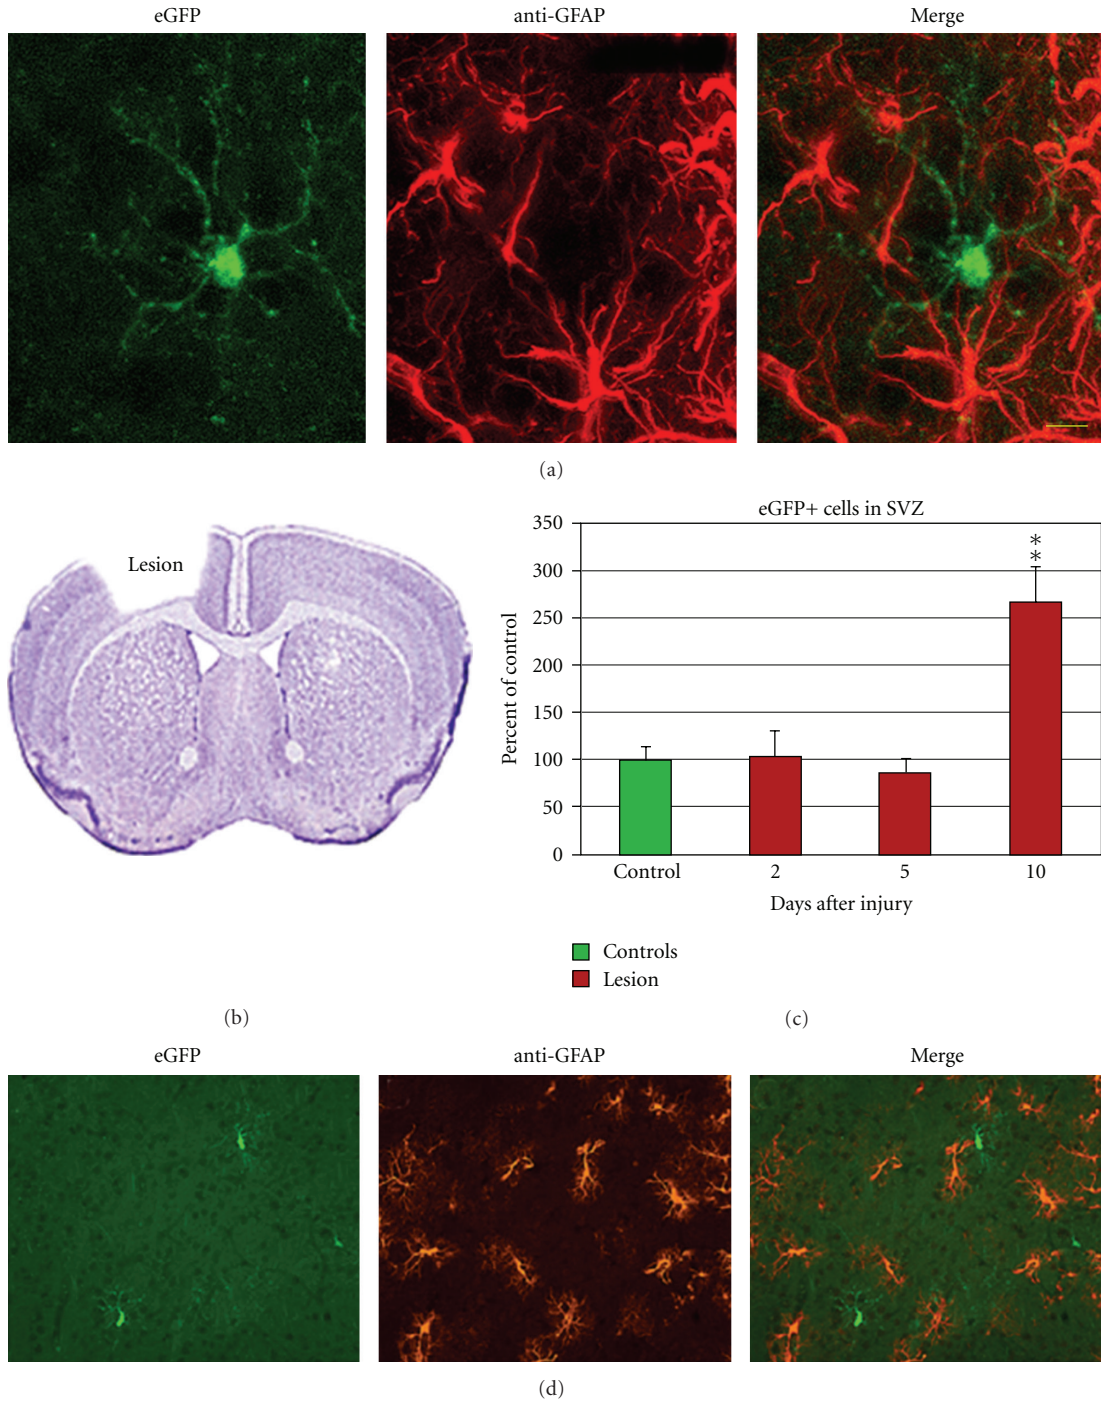 eGFP
anti-GFAP
Merge
(a)
Lesion
(b)
eGFP+ cells in SVZ
Percent of control
350
300
250
200
150
100
50
0
**
Control
2
5
10
Days after injury
Controls
Lesion
(c)
eGFP
anti-GFAP
Merge
(d)